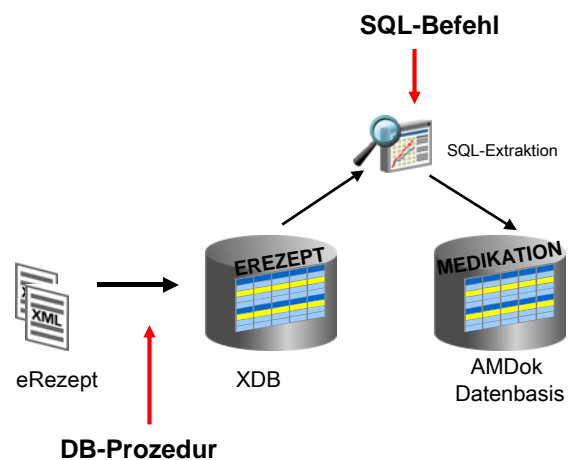 SQL-Befehl
SQL-Extraktion
EREZEPT
MEDIKATION
XML
eRezept
XDB
AMDok
Datenbasis
DB-Prozedur